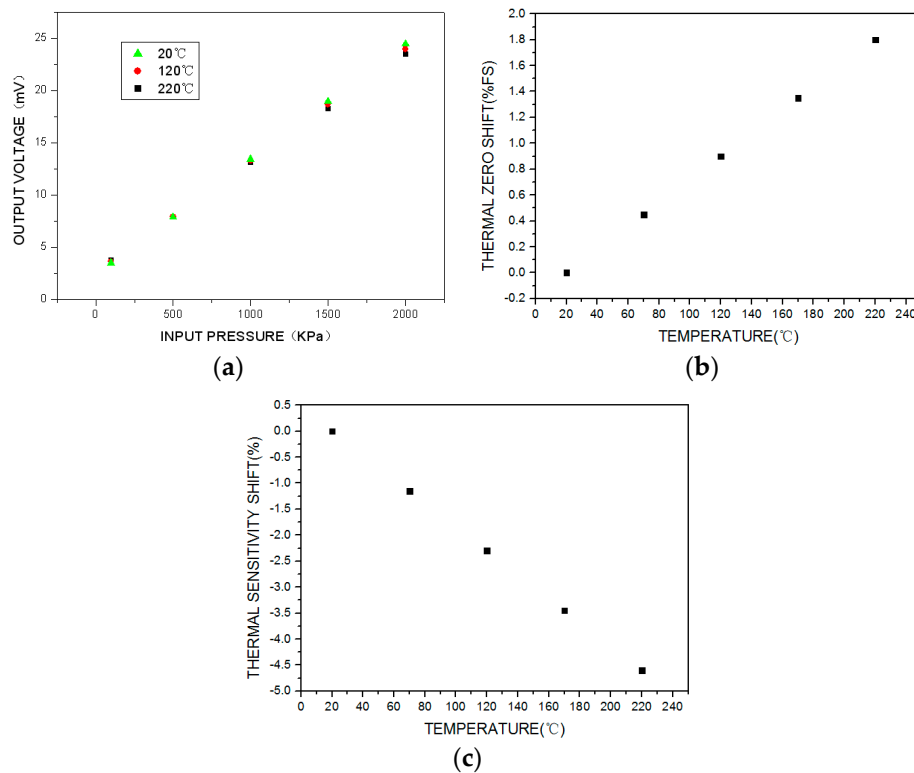 25
20
15
10
5
0
20℃
120℃
220℃
OUTPUT VOLTAGE（mV）
0 500 1000 1500 2000
INPUT PRESSURE（KPa）
(a)
2.0
1.8
1.6
1.4
1.2
1.0
0.8
0.6
0.4
0.2
0.0
-0.2
THERMAL ZERO SHIFT(%FS)
0 20 40 60 80 100 120 140 160 180 200 220 240
TEMPERATURE(℃)
(b)
0.5
0.0
-0.5
-1.0
-1.5
-2.0
-2.5
-3.0
-3.5
-4.0
-4.5
-5.0
THERMAL SENSITIVITY SHIFT(%)
0 20 40 60 80 100 120 140 160 180 200 220 240
TEMPERATURE(℃)
(c)